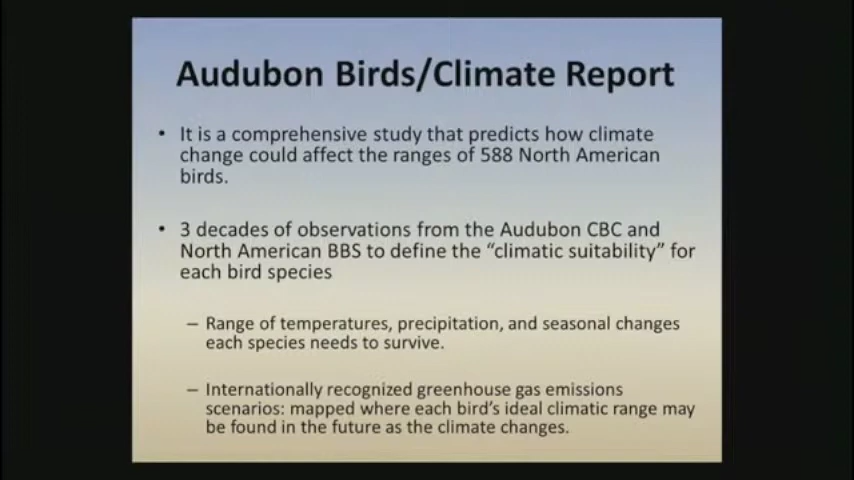 Audubon Birds/Climate Report
• It is a comprehensive study that predicts how climate
change could affect the ranges of 588 North American
birds.
• 3 decades of observations from the Audubon CBC and
North American BBS to define the “climatic suitability” for
each bird species
– Range of temperatures, precipitation, and seasonal changes
each species needs to survive.
– Internationally recognized greenhouse gas emissions
scenarios: mapped where each bird’s ideal climatic range may
be found in the future as the climate changes.